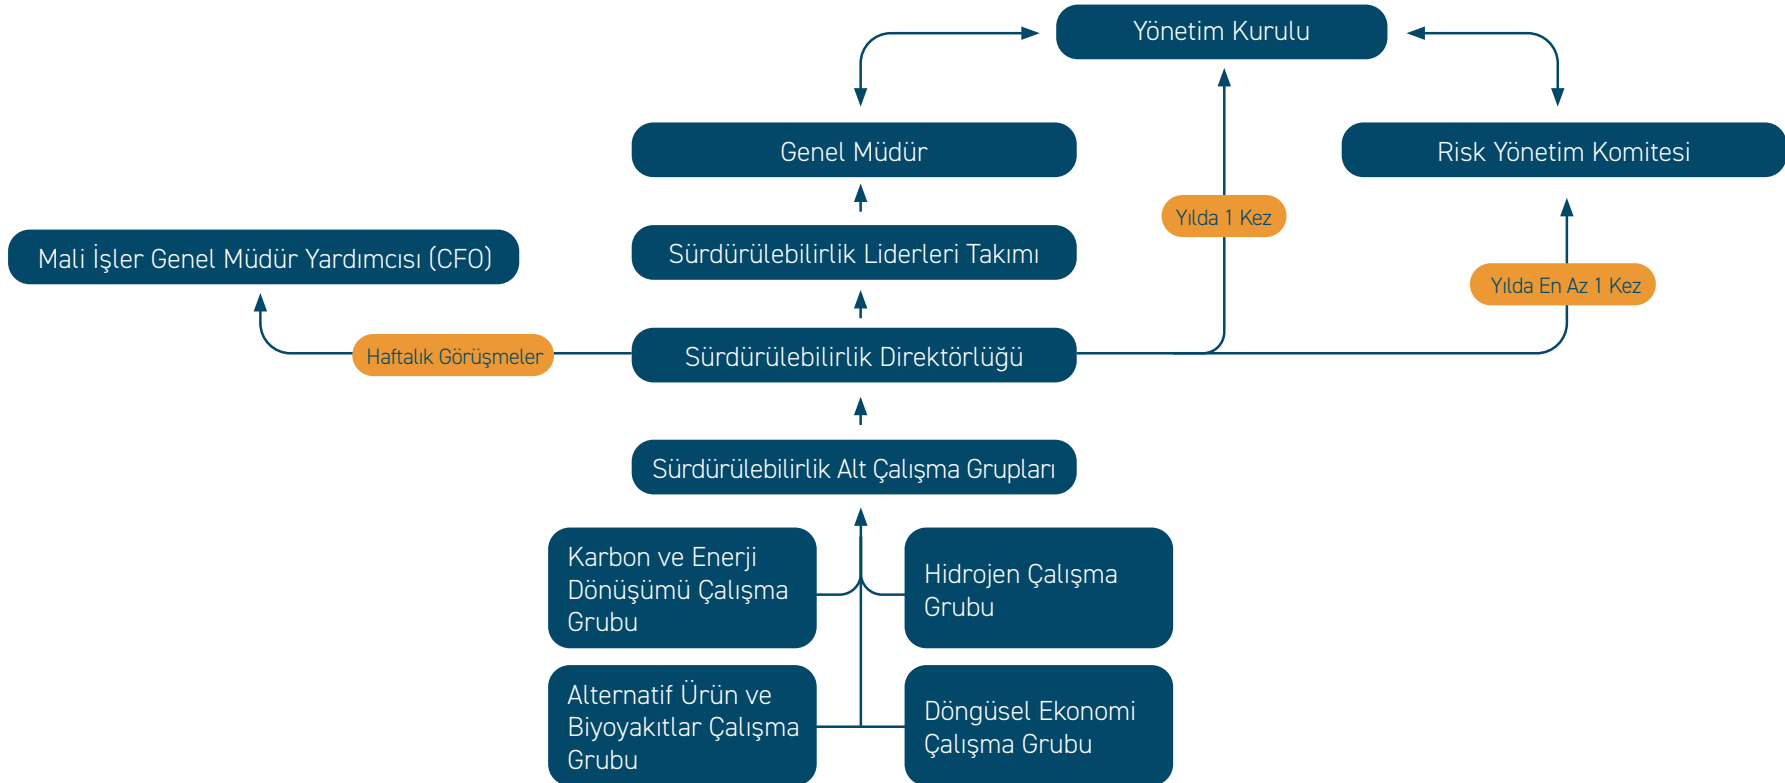 Yönetim Kurulu
Genel Müdür
Risk Yönetim Komitesi
Yılda 1 Kez
Sürdürülebilirlik Liderleri Takımı
Mali İşler Genel Müdür Yardımcısı (CFO)
Yılda En Az 1 Kez
Haftalık Görüşmeler
Sürdürülebilirlik Direktörlüğü
Sürdürülebilirlik Alt Çalışma Grupları
Karbon ve Enerji
Dönüşümü Çalışma
Grubu
Hidrojen Çalışma
Grubu
Alternatif Ürün ve
Biyoyakıtlar Çalışma
Grubu
Döngüsel Ekonomi
Çalışma Grubu